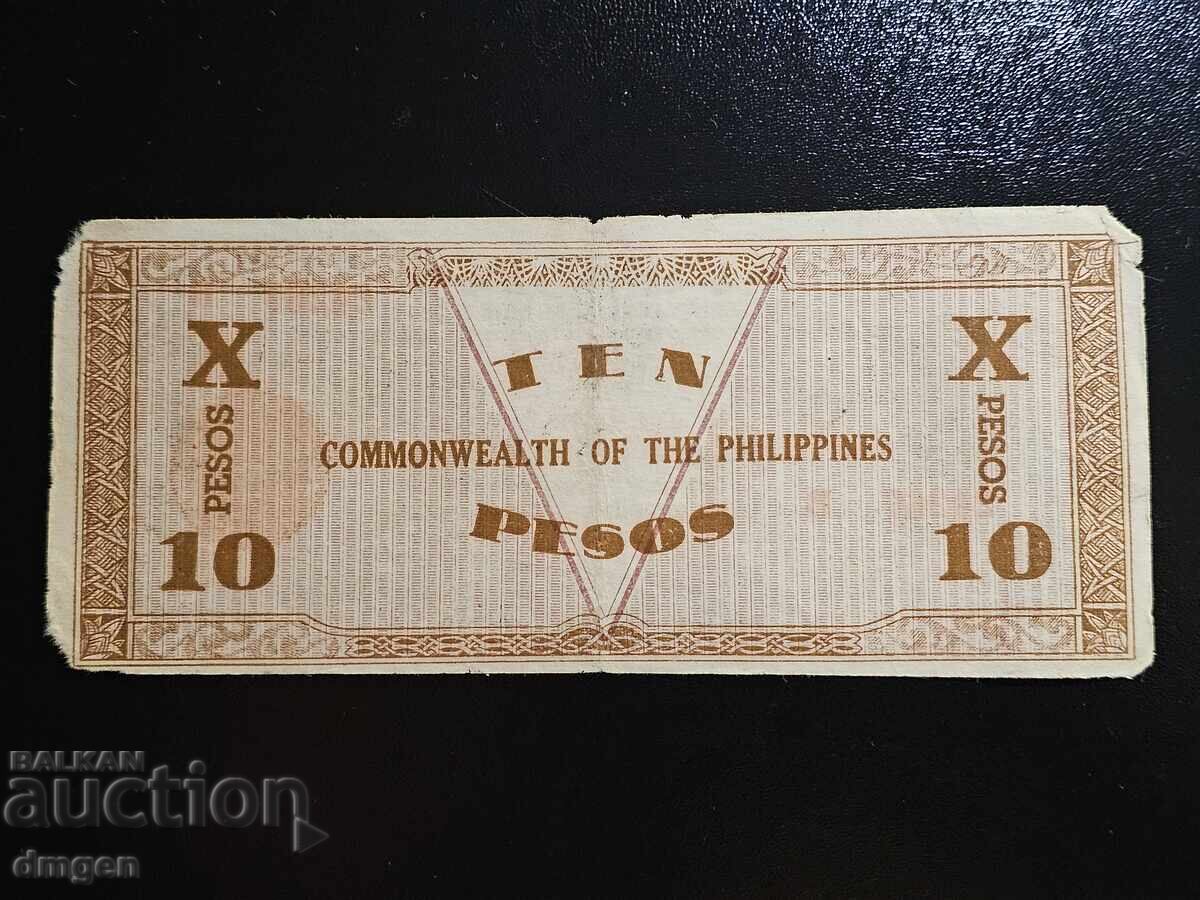 X TEN X
PESOS PESOS
COMMONWEALTH OF THE PHILIPPINES
10 PESOS 10
BALKAN
auction
dmgen